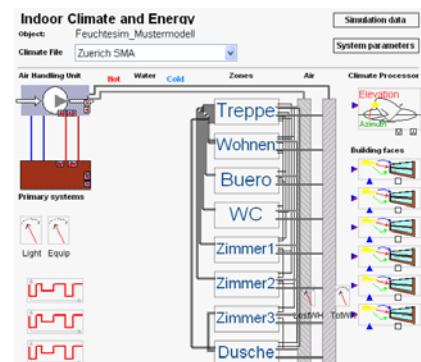 Indoor Climate and Energy
Simulation data
Object: Feuchtesim_Mustermodell
System parameters
Climate File Zuerich SMA
Air Handling Unit Hot Water Cold Zones Air Climate Processor
Elevation
Azimuth
Treppe
Wohnen
Building faces
Buero
Primary systems
WC
Light Equip
Zimmer1
Zimmer2
Zimmer3
LostWH TotWH
Dusche